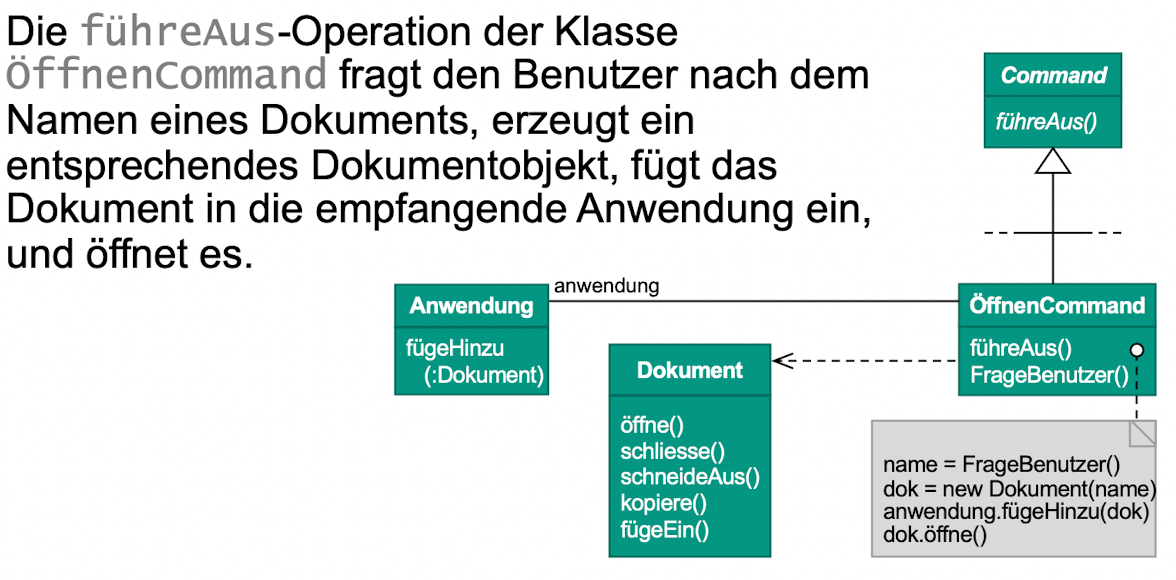 Die führeAus-Operation der Klasse
ÖffnenCommand fragt den Benutzer nach dem
Namen eines Dokuments, erzeugt ein
entsprechendes Dokumentobjekt, fügt das
Dokument in die empfangende Anwendung ein,
und öffnet es.
Command
führeAus()
anwendung
Anwendung
fügeHinzu
(:Dokument)
ÖffnenCommand
führeAus()
FrageBenutzer()
Dokument
öffne()
schliesse()
schneideAus()
kopiere()
fügeEin()
name = FrageBenutzer()
dok = new Dokument(name)
anwendung.fügeHinzu(dok)
dok.öffne()